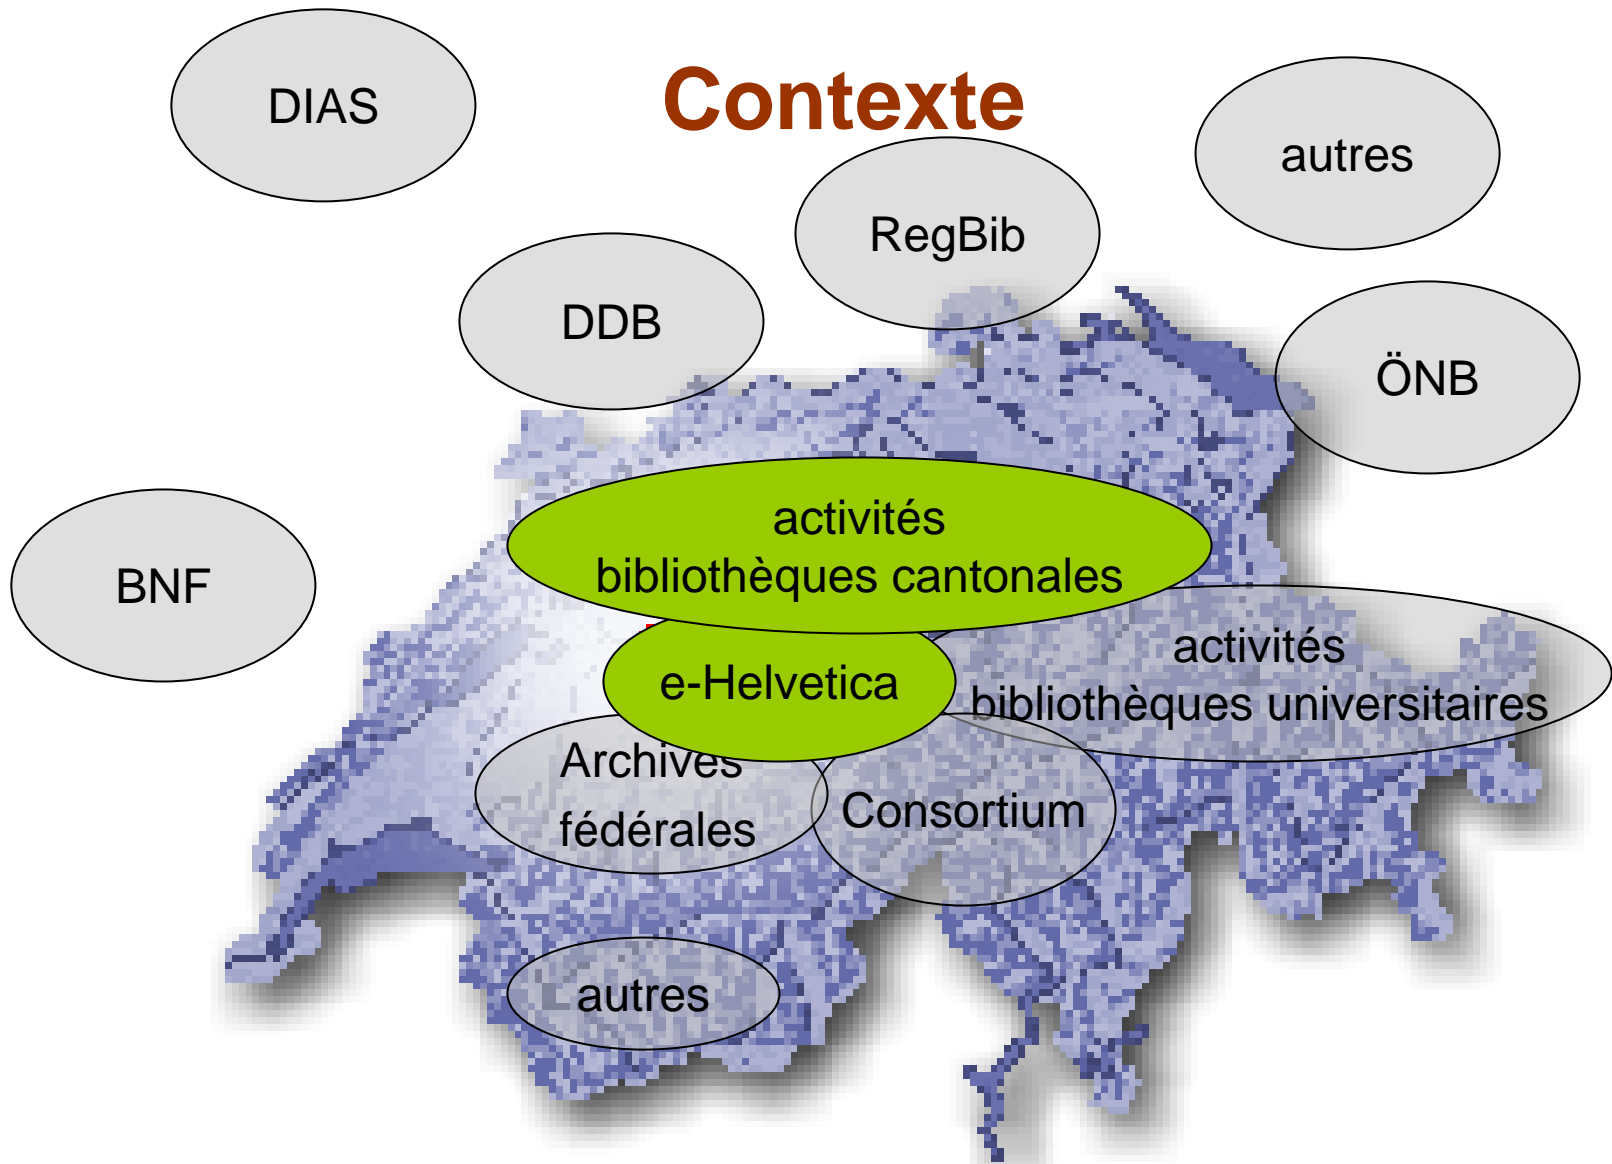 Contexte
DIAS
autres
RegBib
DDB
ÖNB
activités
bibliothèques cantonales
BNF
activités
bibliothèques universitaires
e-Helvetica
Archives
fédérales
Consortium
autres